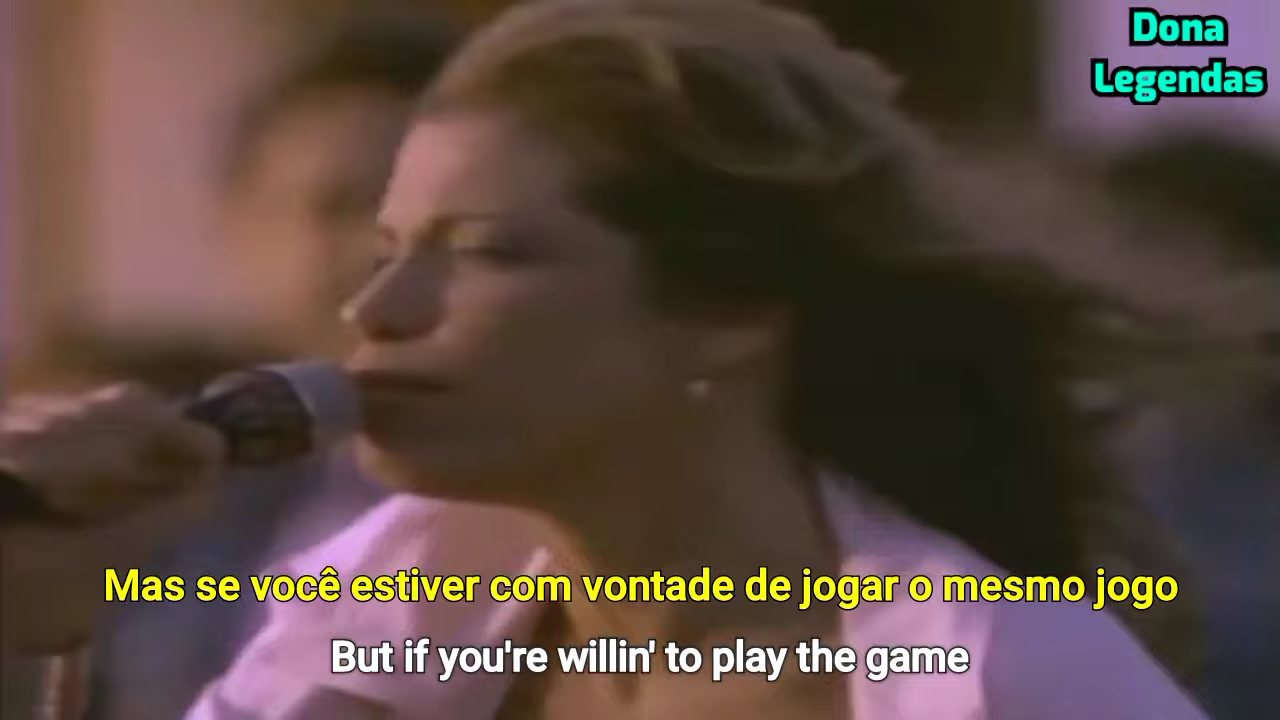 Dona
Legendas
Mas se você estiver com vontade de jogar o mesmo jogo
But if you're willin' to play the game